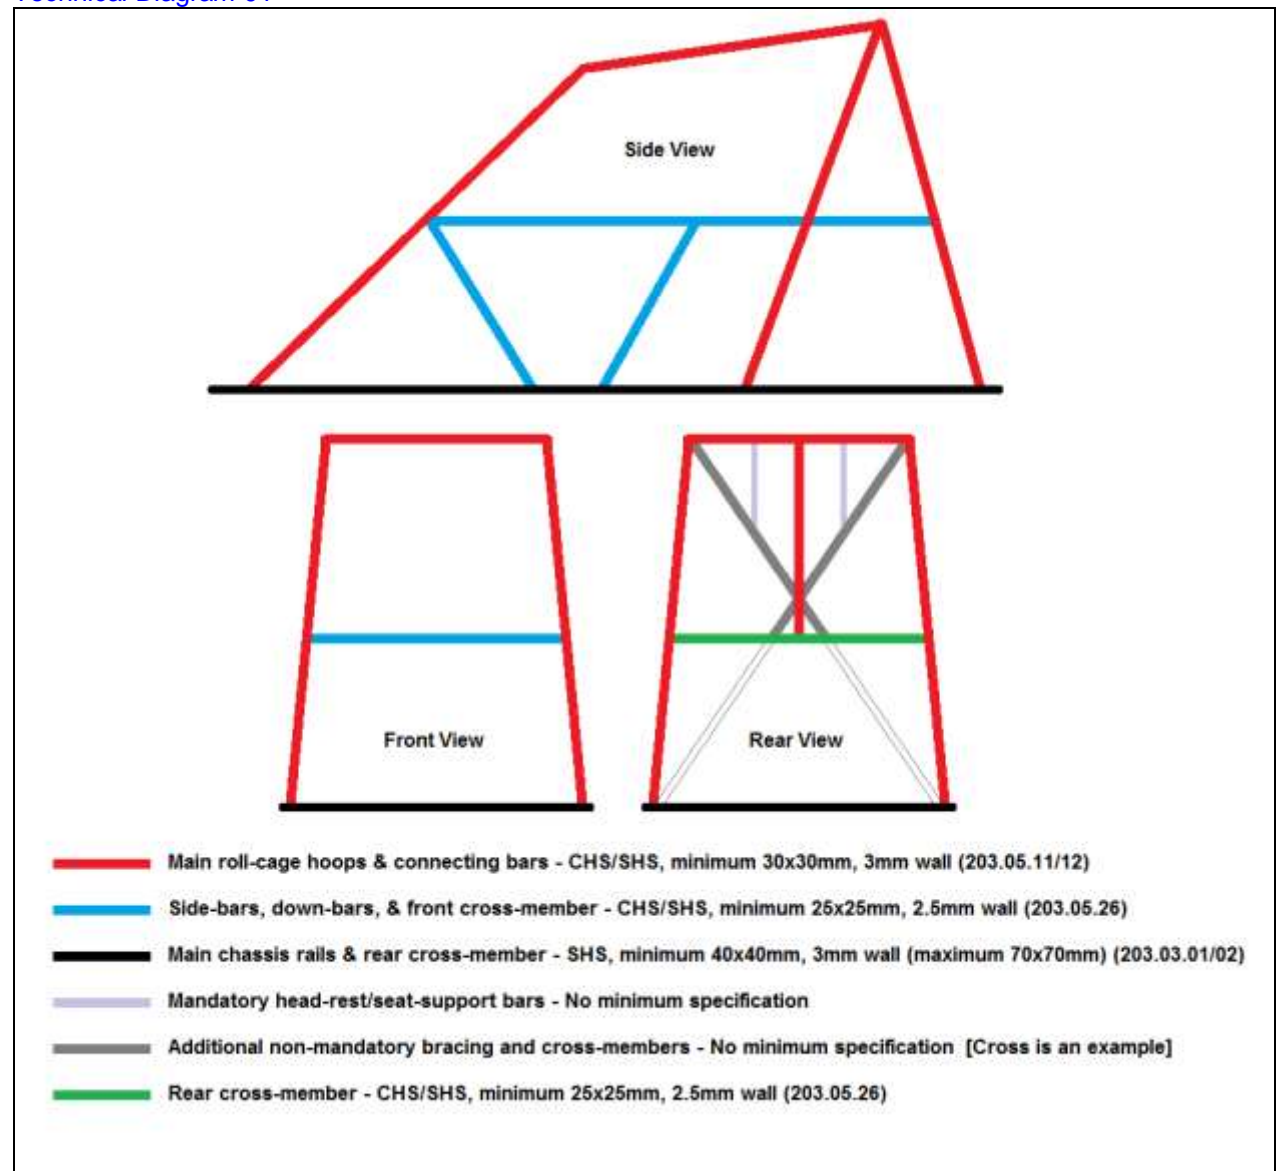 Side View
Front View
Rear View
Main roll-cage hoops & connecting bars - CHS/SHS, minimum 30x30mm, 3mm wall (203.05.11/12)
Side-bars, down-bars, & front cross-member - CHS/SHS, minimum 25x25mm, 2.5mm wall (203.05.26)
Main chassis rails & rear cross-member - SHS, minimum 40x40mm, 3mm wall (maximum 70x70mm) (203.03.01/02)
Mandatory head-rest/seat-support bars - No minimum specification
Additional non-mandatory bracing and cross-members - No minimum specification [Cross is an example]
Rear cross-member - CHS/SHS, minimum 25x25mm, 2.5mm wall (203.05.26)